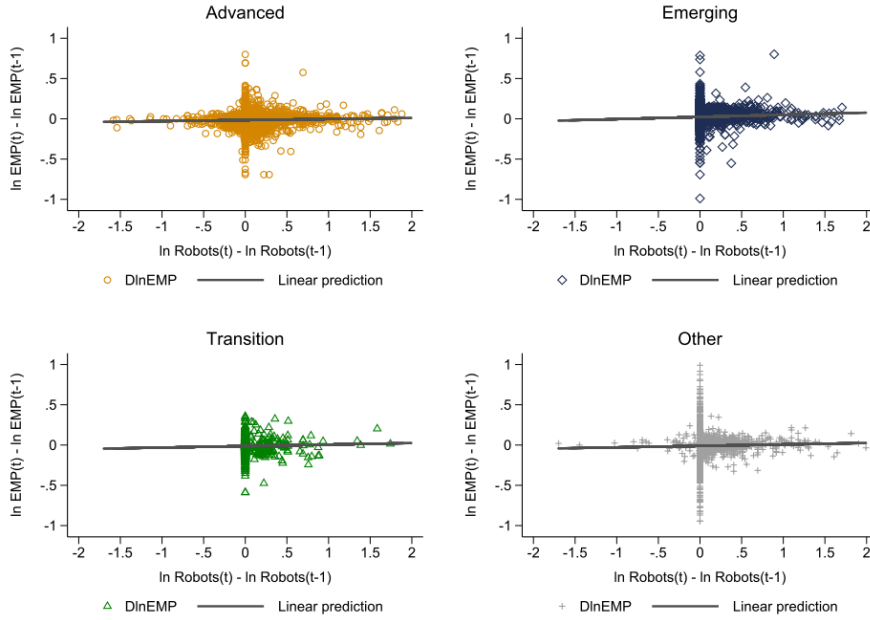 Advanced
ln EMP(t) - ln EMP(t-1)
1
.5
0
-.5
-1
-2 -1.5 -1 -.5 0 .5 1 1.5 2
ln Robots(t) - ln Robots(t-1)
DlnEMP Linear prediction
Emerging
ln EMP(t) - ln EMP(t-1)
1
.5
0
-.5
-1
-2 -1.5 -1 -.5 0 .5 1 1.5 2
ln Robots(t) - ln Robots(t-1)
DlnEMP Linear prediction
Transition
ln EMP(t) - ln EMP(t-1)
1
.5
0
-.5
-1
-2 -1.5 -1 -.5 0 .5 1 1.5 2
ln Robots(t) - ln Robots(t-1)
DlnEMP Linear prediction
Other
ln EMP(t) - ln EMP(t-1)
1
.5
0
-.5
-1
-2 -1.5 -1 -.5 0 .5 1 1.5 2
ln Robots(t) - ln Robots(t-1)
DlnEMP Linear prediction